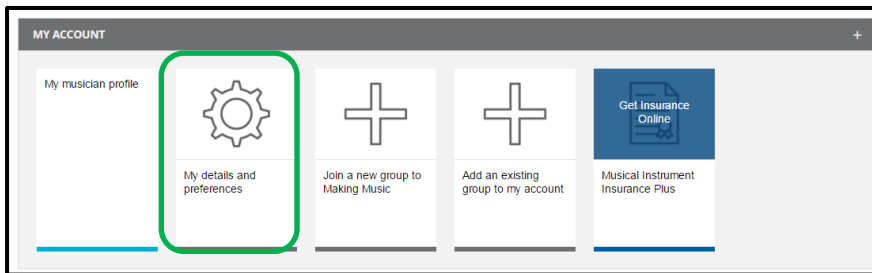 MY ACCOUNT
+
My musician profile
My details and
preferences
Join a new group to
Making Music
Add an existing
group to my account
Get Insurance
Online
Musical Instrument
Insurance Plus